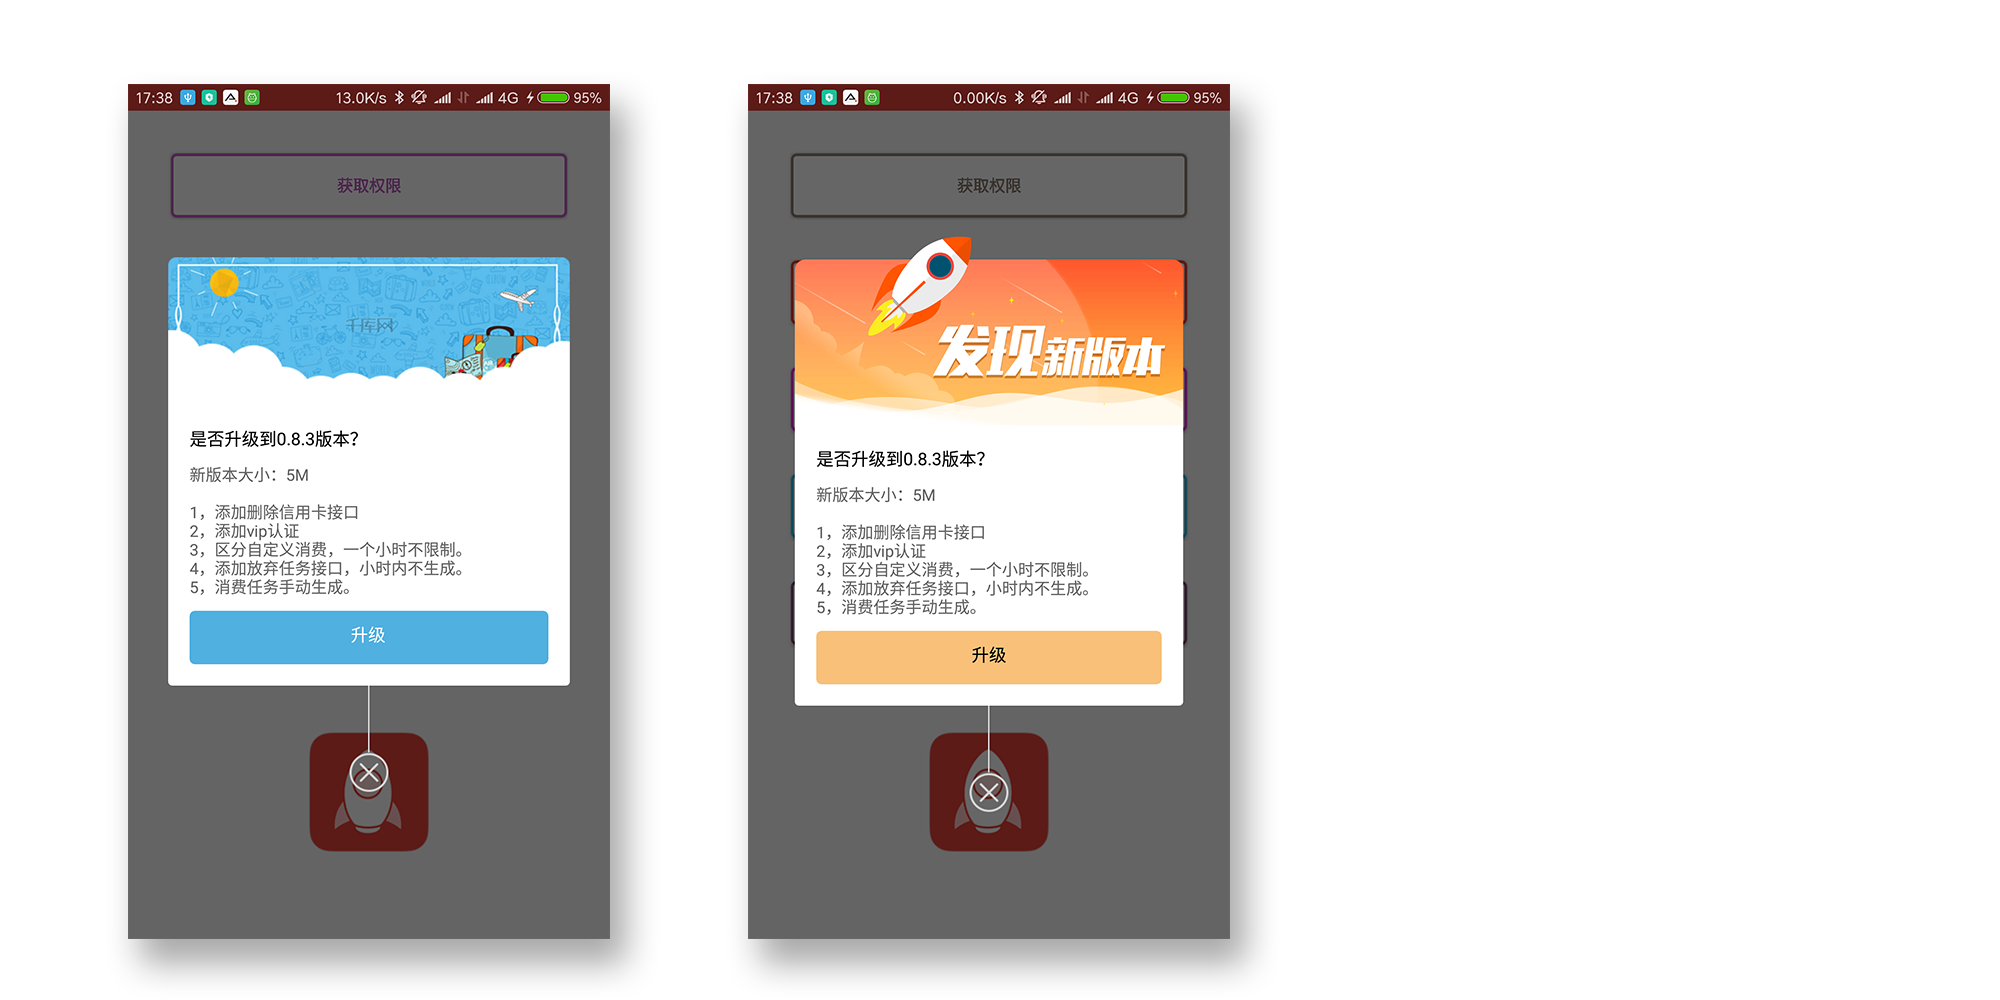 17:38 13.0K/s 4G 95%
获取权限
千库网
是否升级到0.8.3版本?
新版本大小：5M
1，添加删除信用卡接口
2，添加vip认证
3，区分自定义消费，一个小时不限制。
4，添加放弃任务接口，小时内不生成。
5，消费任务手动生成。
升级
17:38 0.00K/s 4G 95%
获取权限
发现新版本
是否升级到0.8.3版本?
新版本大小：5M
1，添加删除信用卡接口
2，添加vip认证
3，区分自定义消费，一个小时不限制。
4，添加放弃任务接口，小时内不生成。
5，消费任务手动生成。
升级